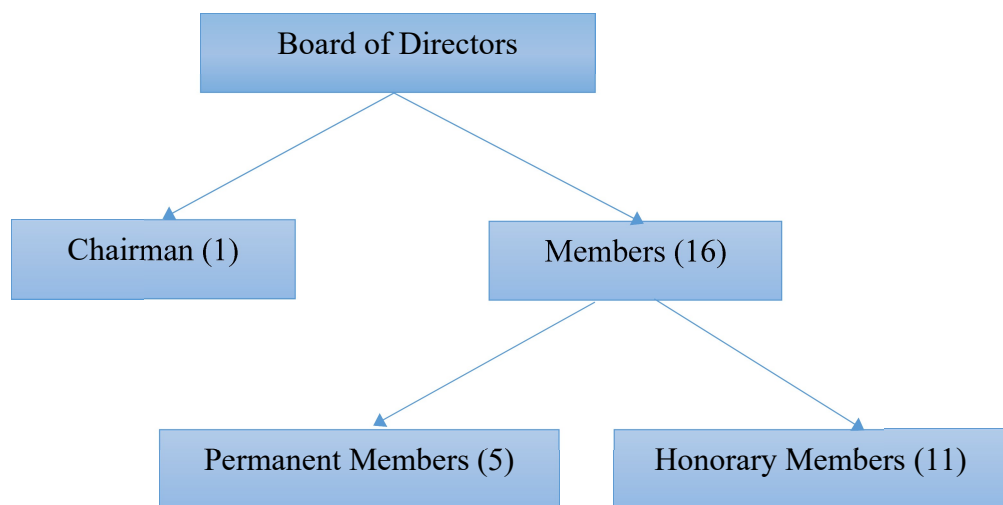 Board of Directors
Chairman (1)
Members (16)
Permanent Members (5)
Honorary Members (11)